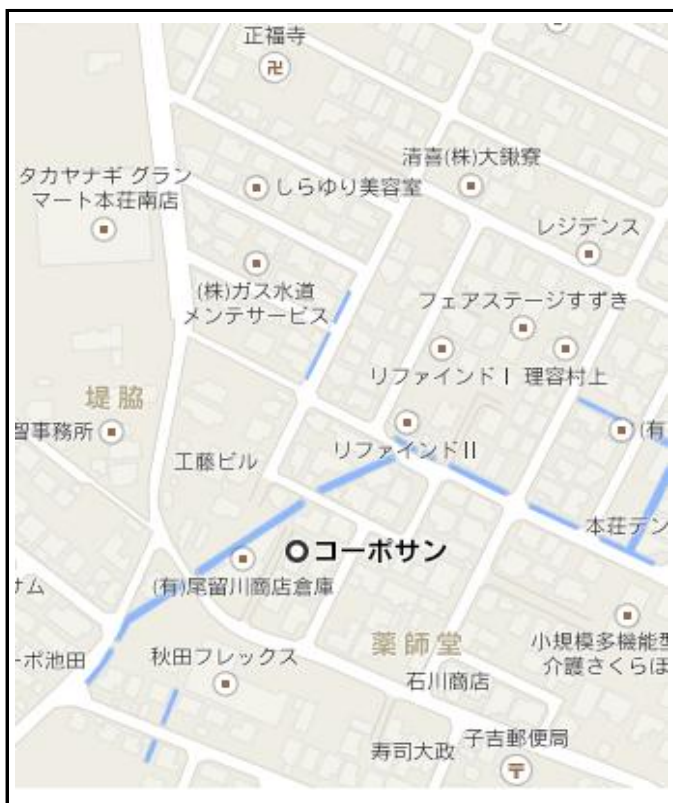 正福寺
卍
清喜(株)大鍬寮
タカヤナギ グラン
マート本荘南店
しらゆり美容室
レジデンス
(株)ガス水道
メンテサービス
フェアステージすずき
リファインドⅠ 理容村上
堤脇
智事務所
(有
リファインドⅡ
工藤ビル
本荘デン
コーポサン
(有)尾留川商店倉庫
ナム
薬師堂
小規模多機能型
介護さくらほ
ーポ池田
秋田フレックス
石川商店
寿司大政
子吉郵便局
〒